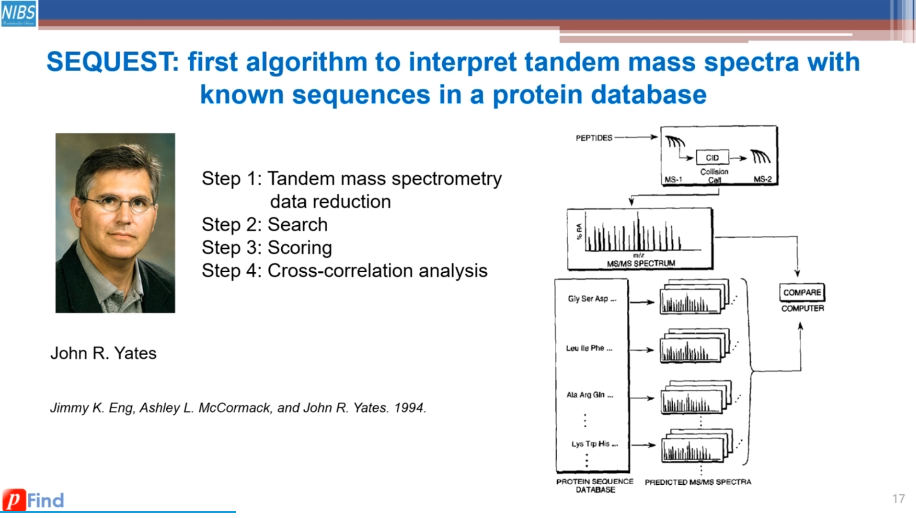 NIBS
SEQUEST: first algorithm to interpret tandem mass spectra with
known sequences in a protein database
Step 1: Tandem mass spectrometry
data reduction
Step 2: Search
Step 3: Scoring
Step 4: Cross-correlation analysis
John R. Yates
Jimmy K. Eng, Ashley L. McCormack, and John R. Yates. 1994.
PEPTIDES
CID
Collision
Cell
MS-1
MS-2
% RA
m/z
MS/MS SPECTRUM
COMPARE
COMPUTER
Gly Ser Asp ...
Leu Ile Phe ...
Ala Arg Gln ...
Lys Trp His ...
PROTEIN SEQUENCE
DATABASE
PREDICTED MS/MS SPECTRA
pFind
17